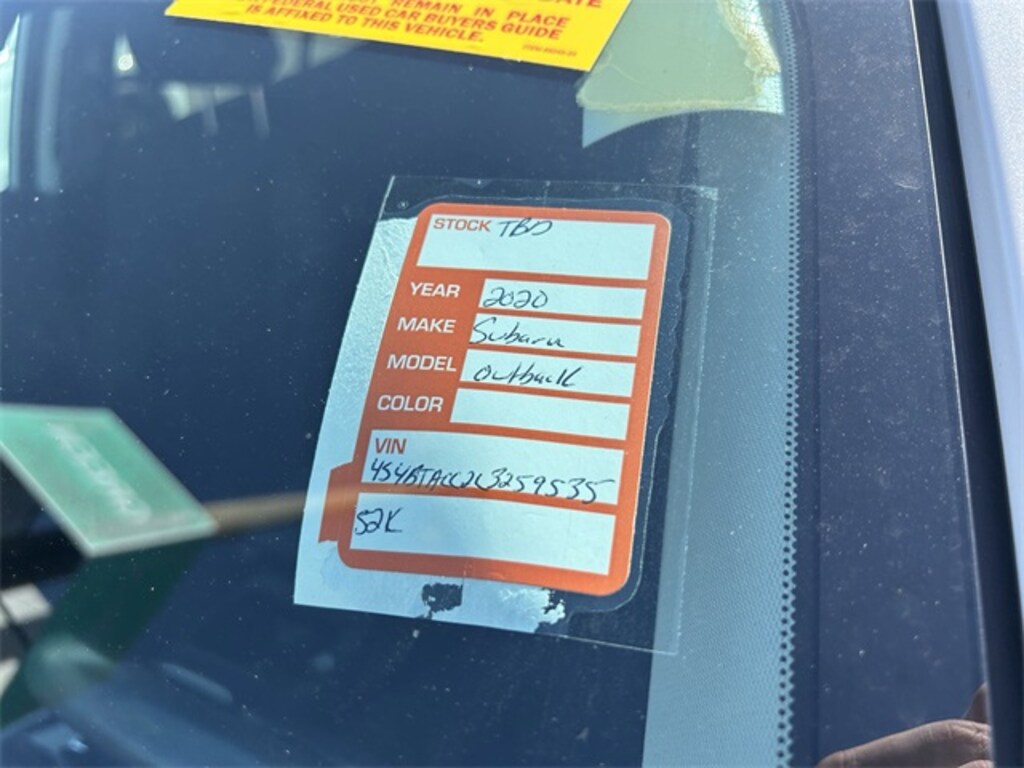 REMAIN IN PLACE
FEDERAL USED CAR BUYERS GUIDE
IS AFFIXED TO THIS VEHICLE.
STOCK TBD
YEAR 2020
MAKE Subaru
MODEL Outback
COLOR
VIN
4S4BTACC2L3259535
52K